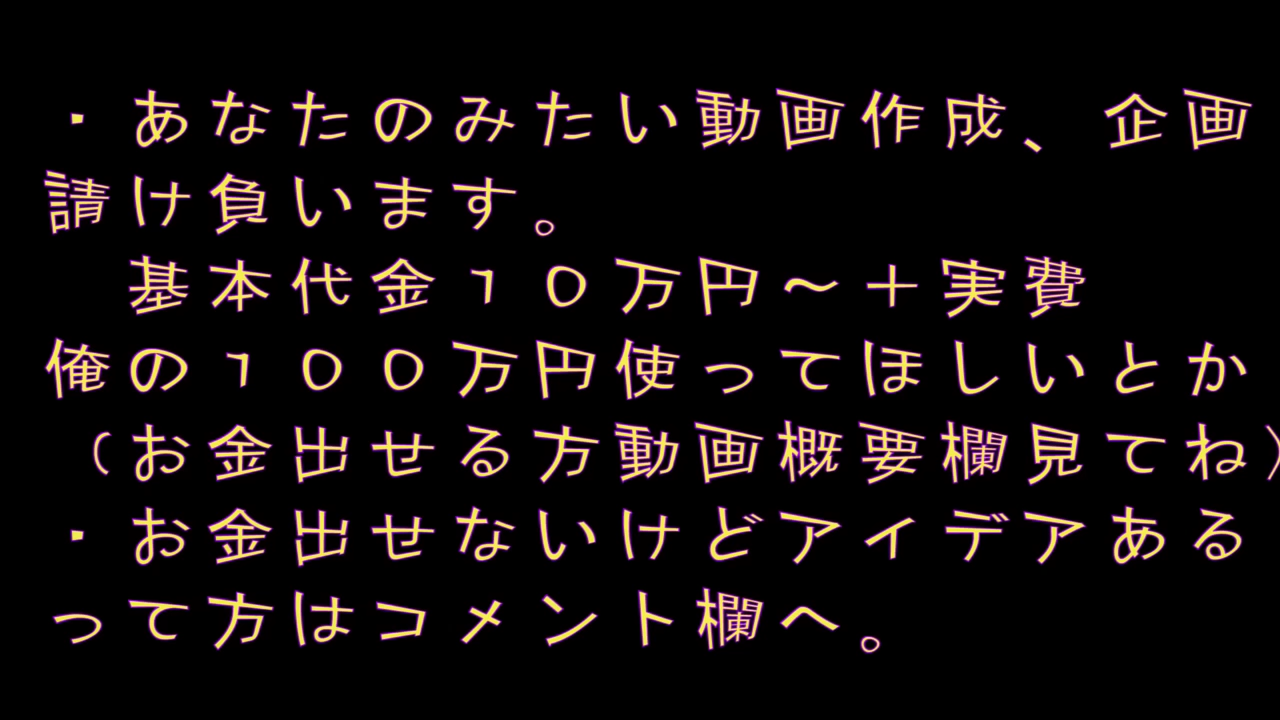 ・あなたのみたい動画作成、企画
請け負います。
　基本代金１０万円～＋実費
俺の１００万円使ってほしいとか
（お金出せる方動画概要欄見てね）
・お金出せないけどアイデアある
って方はコメント欄へ。